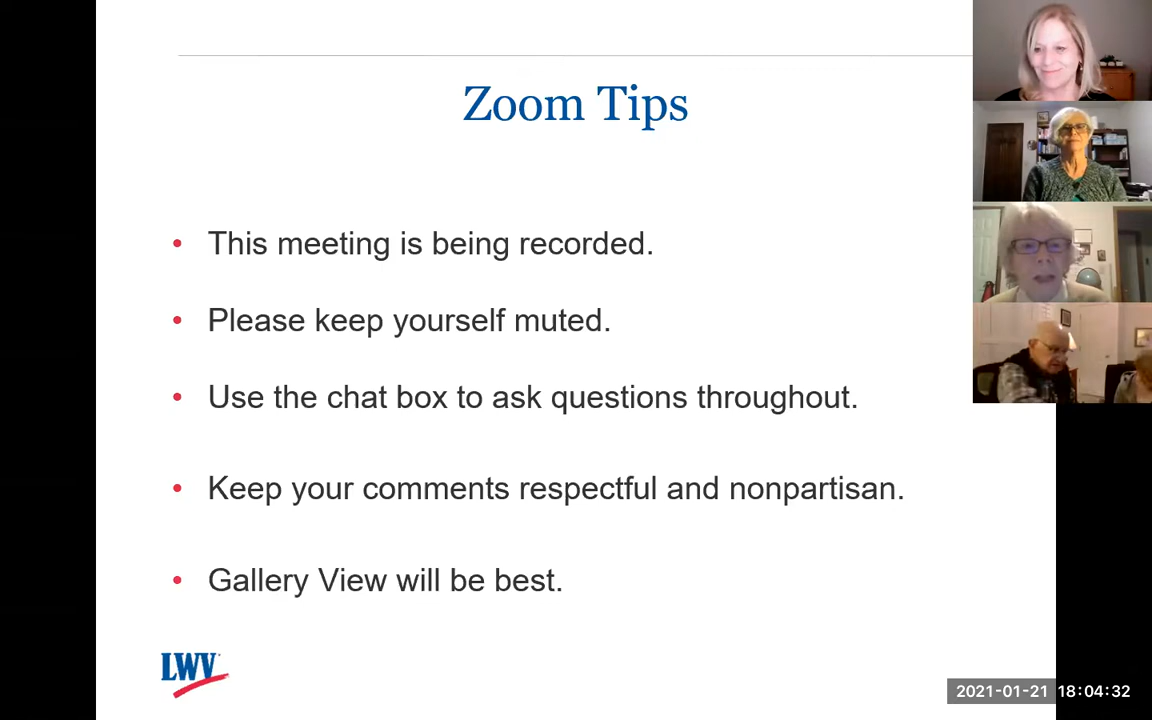 Zoom Tips
• This meeting is being recorded.
• Please keep yourself muted.
• Use the chat box to ask questions throughout.
• Keep your comments respectful and nonpartisan.
• Gallery View will be best.
LWV
2021-01-21 18:04:32